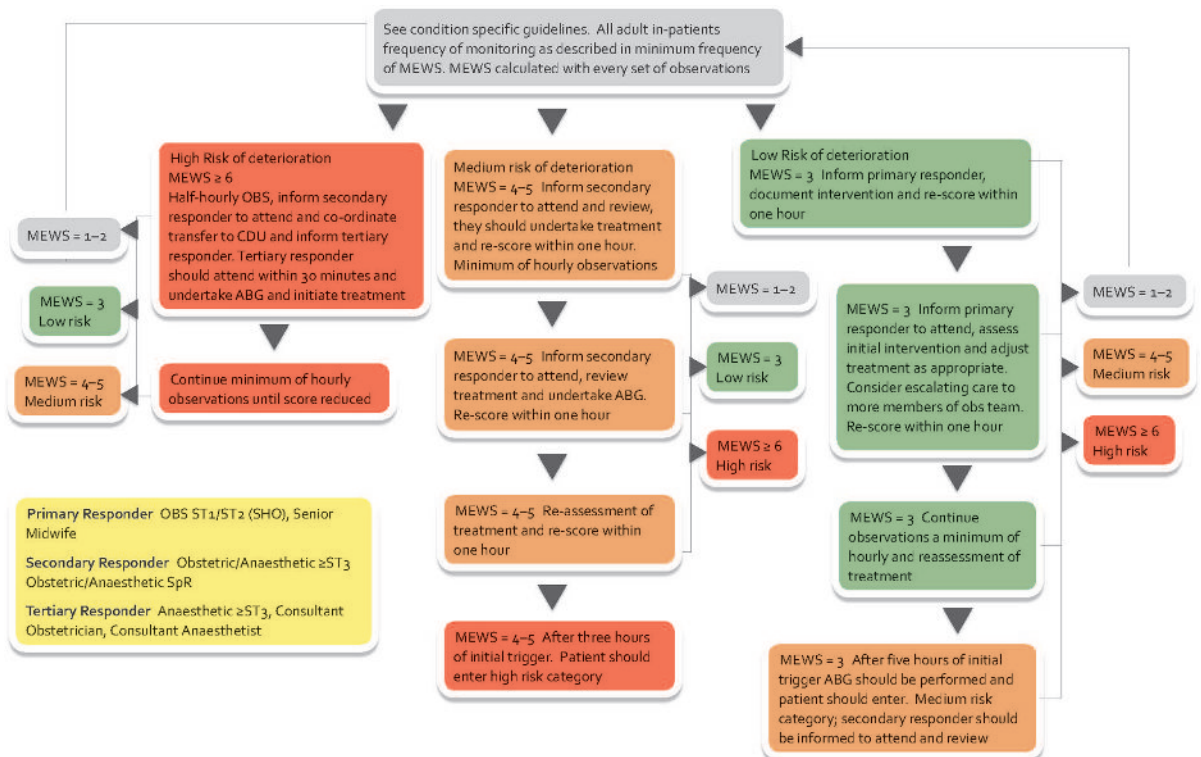 See condition specific guidelines. All adult in-patients
frequency of monitoring as described in minimum frequency
of MEWS. MEWS calculated with every set of observations
High Risk of deterioration
MEWS ≥ 6
Half-hourly OBS, inform secondary
responder to attend and co-ordinate
transfer to CDU and inform tertiary
responder. Tertiary responder
should attend within 30 minutes and
undertake ABG and initiate treatment
MEWS = 1–2
MEWS = 3
Low risk
MEWS = 4–5
Medium risk
Continue minimum of hourly
observations until score reduced
Medium risk of deterioration
MEWS = 4–5 Inform secondary
responder to attend and review,
they should undertake treatment
and re-score within one hour.
Minimum of hourly observations
MEWS = 4–5 Inform secondary
responder to attend, review
treatment and undertake ABG.
Re-score within one hour
MEWS = 4–5 Re-assessment of
treatment and re-score within
one hour
MEWS = 4–5 After three hours
of initial trigger. Patient should
enter high risk category
MEWS = 1–2
MEWS = 3
Low risk
MEWS ≥ 6
High risk
Low Risk of deterioration
MEWS = 3 Inform primary responder,
document intervention and re-score within
one hour
MEWS = 3 Inform primary
responder to attend, assess
initial intervention and adjust
treatment as appropriate.
Consider escalating care to
more members of obs team.
Re-score within one hour
MEWS = 3 Continue
observations a minimum of
hourly and reassessment of
treatment
MEWS = 3 After five hours of initial
trigger ABG should be performed and
patient should enter. Medium risk
category; secondary responder should
be informed to attend and review
MEWS = 1–2
MEWS = 4–5
Medium risk
MEWS ≥ 6
High risk
Primary Responder OBS ST1/ST2 (SHO), Senior
Midwife
Secondary Responder Obstetric/Anaesthetic ≥ST3
Obstetric/Anaesthetic SpR
Tertiary Responder Anaesthetic ≥ST3, Consultant
Obstetrician, Consultant Anaesthetist